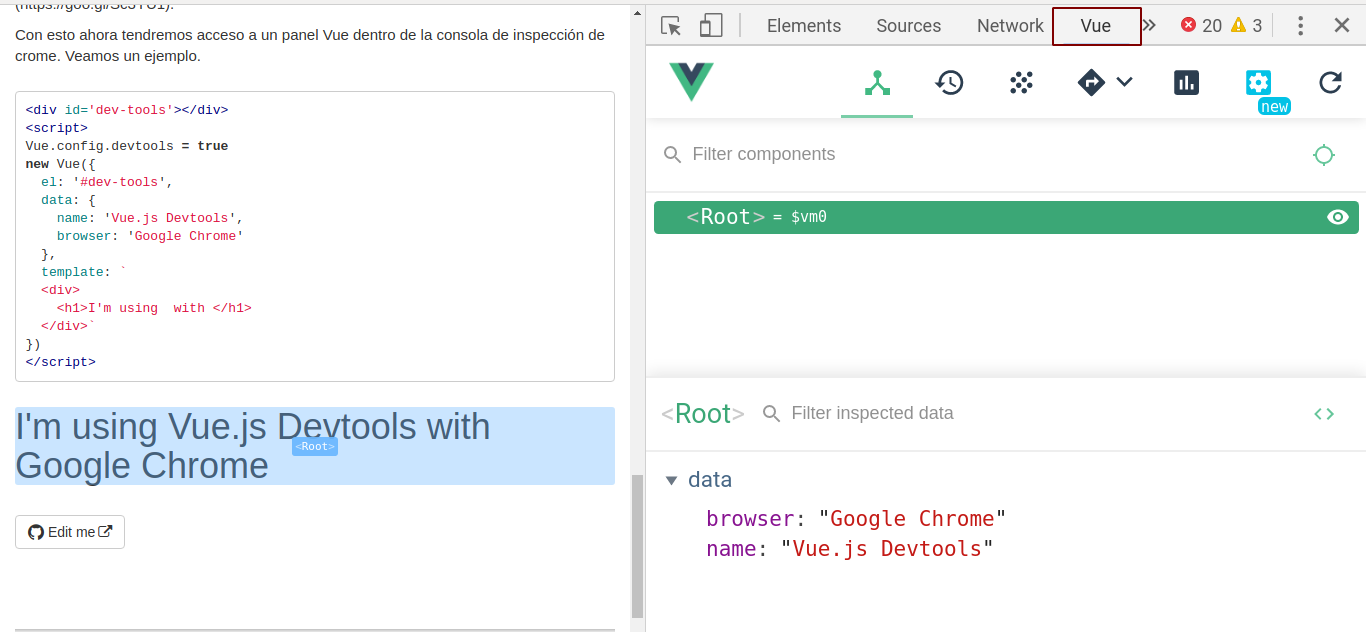 Con esto ahora tendremos acceso a un panel Vue dentro de la consola de inspección de
crome. Veamos un ejemplo.
<div id='dev-tools'></div>
<script>
Vue.config.devtools = true
new Vue({
  el: '#dev-tools',
  data: {
    name: 'Vue.js Devtools',
    browser: 'Google Chrome'
  },
  template: `
  <div>
    <h1>I'm using  with </h1>
  </div>`
})
</script>
I'm using Vue.js Devtools with
Google Chrome
<Root>
Edit me
Elements Sources Network Vue » 20 3
new
Filter components
<Root> = $vm0
<Root> Filter inspected data
data
browser: "Google Chrome"
name: "Vue.js Devtools"